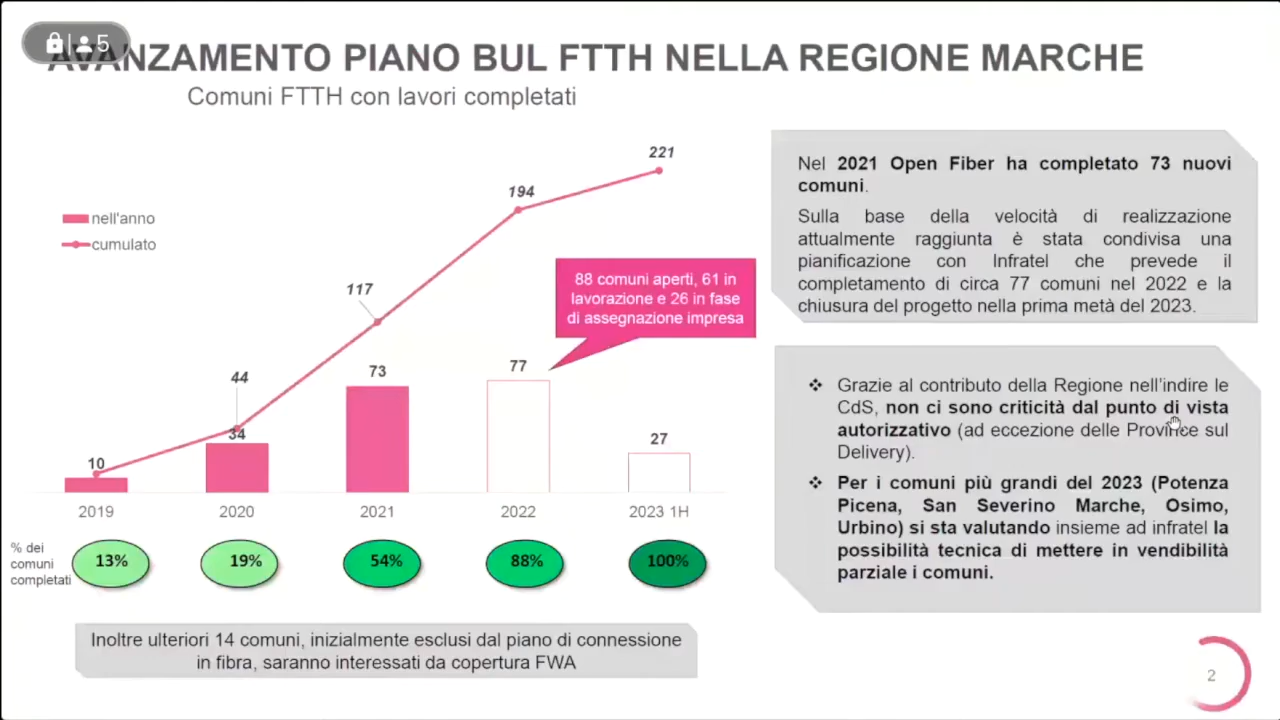 5
AVANZAMENTO PIANO BUL FTTH NELLA REGIONE MARCHE
Comuni FTTH con lavori completati
nell'anno
cumulato
10
44
34
117
73
194
77
221
27
2019
2020
2021
2022
2023 1H
88 comuni aperti, 61 in
lavorazione e 26 in fase
di assegnazione impresa
% dei
comuni
completati
13%
19%
54%
88%
100%
Inoltre ulteriori 14 comuni, inizialmente esclusi dal piano di connessione
in fibra, saranno interessati da copertura FWA
Nel 2021 Open Fiber ha completato 73 nuovi
comuni.
Sulla base della velocità di realizzazione
attualmente raggiunta è stata condivisa una
pianificazione con Infratel che prevede il
completamento di circa 77 comuni nel 2022 e la
chiusura del progetto nella prima metà del 2023.
❖ Grazie al contributo della Regione nell'indire le
CdS, non ci sono criticità dal punto di vista
autorizzativo (ad eccezione delle Province sul
Delivery).
❖ Per i comuni più grandi del 2023 (Potenza
Picena, San Severino Marche, Osimo,
Urbino) si sta valutando insieme ad infratel la
possibilità tecnica di mettere in vendibilità
parziale i comuni.
2